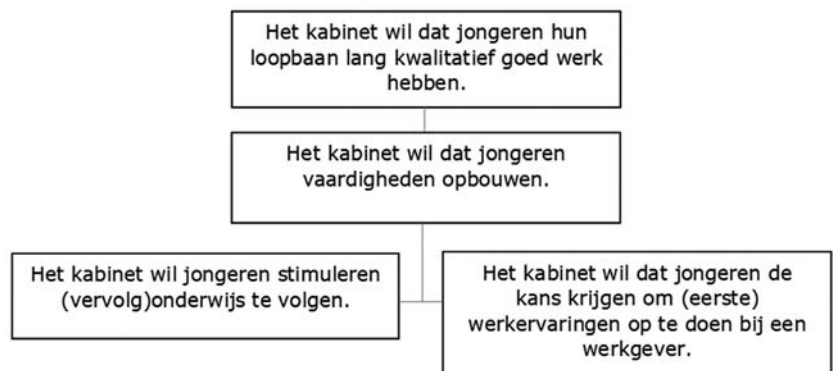 Het kabinet wil dat jongeren hun
loopbaan lang kwalitatief goed werk
hebben.
Het kabinet wil dat jongeren
vaardigheden opbouwen.
Het kabinet wil jongeren stimuleren
(vervolg)onderwijs te volgen.
Het kabinet wil dat jongeren de
kans krijgen om (eerste)
werkervaringen op te doen bij een
werkgever.